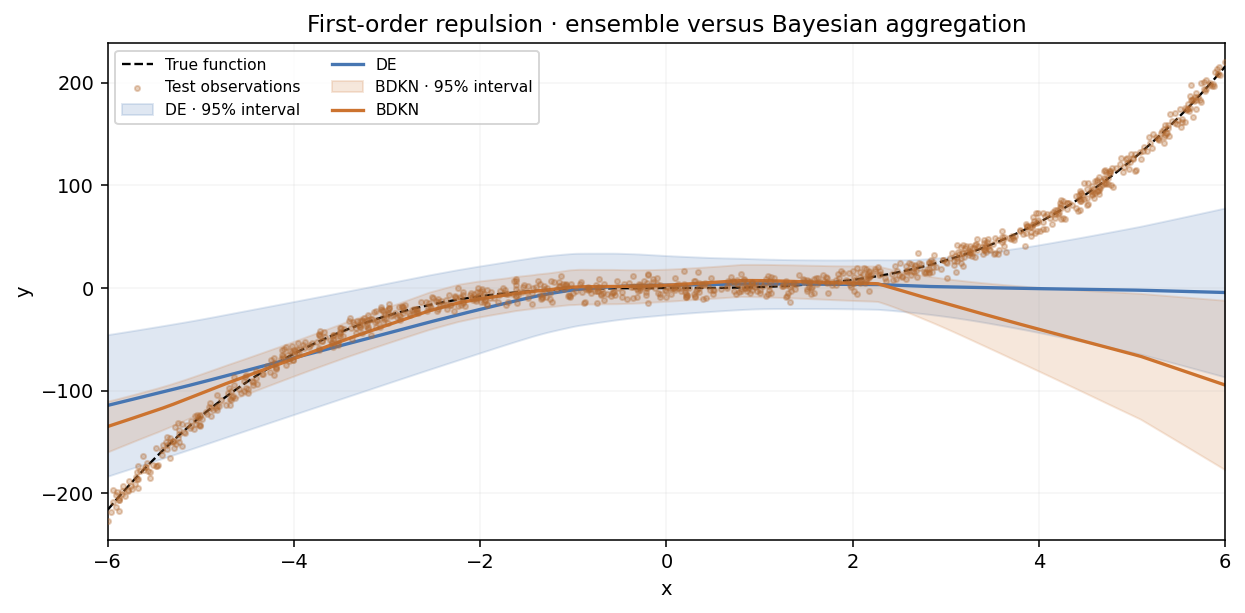 First-order repulsion · ensemble versus Bayesian aggregation
True function
Test observations
DE · 95% interval
DE
BDKN · 95% interval
BDKN
y
200
100
0
−100
−200
−6
−4
−2
0
2
4
6
x